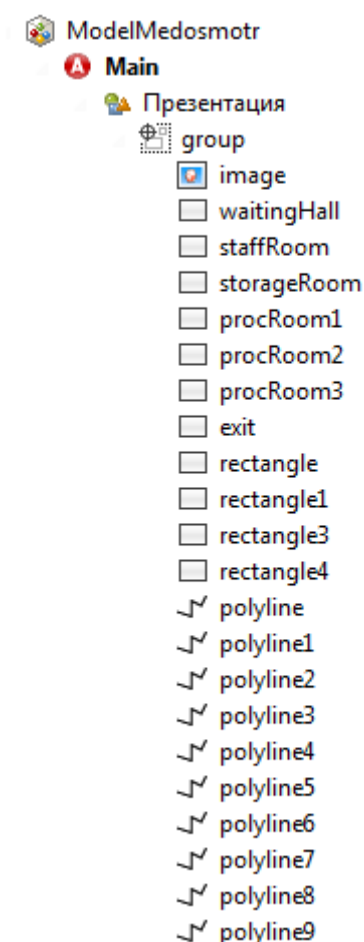 ModelMedosmotr
Main
Презентация
group
image
waitingHall
staffRoom
storageRoom
procRoom1
procRoom2
procRoom3
exit
rectangle
rectangle1
rectangle3
rectangle4
polyline
polyline1
polyline2
polyline3
polyline4
polyline5
polyline6
polyline7
polyline8
polyline9